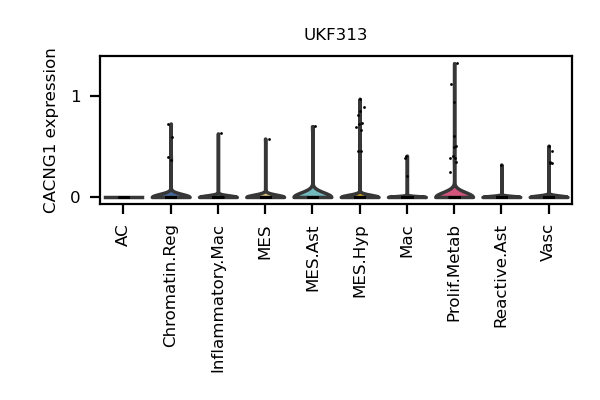 UKF313
CACNG1 expression
1
0
AC
Chromatin.Reg
Inflammatory.Mac
MES
MES.Ast
MES.Hyp
Mac
Prolif.Metab
Reactive.Ast
Vasc